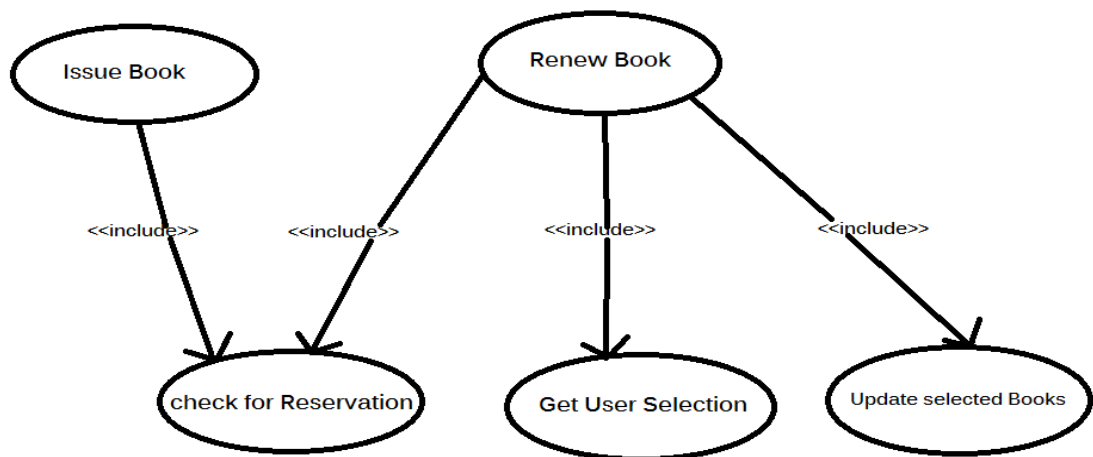 Issue Book
Renew Book
<<include>>
<<include>>
<<include>>
<<include>>
check for Reservation
Get User Selection
Update selected Books